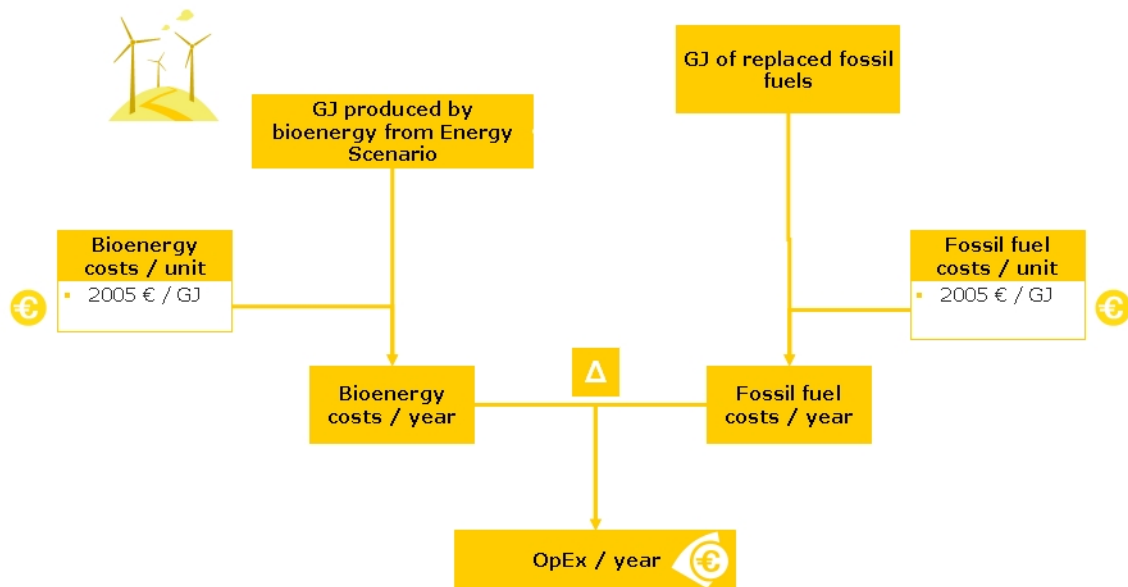 GJ of replaced fossil
fuels
GJ produced by
bioenergy from Energy
Scenario
Bioenergy
costs / unit
▪ 2005 € / GJ
€
Fossil fuel
costs / unit
▪ 2005 € / GJ
€
Δ
Bioenergy
costs / year
Fossil fuel
costs / year
OpEx / year
€